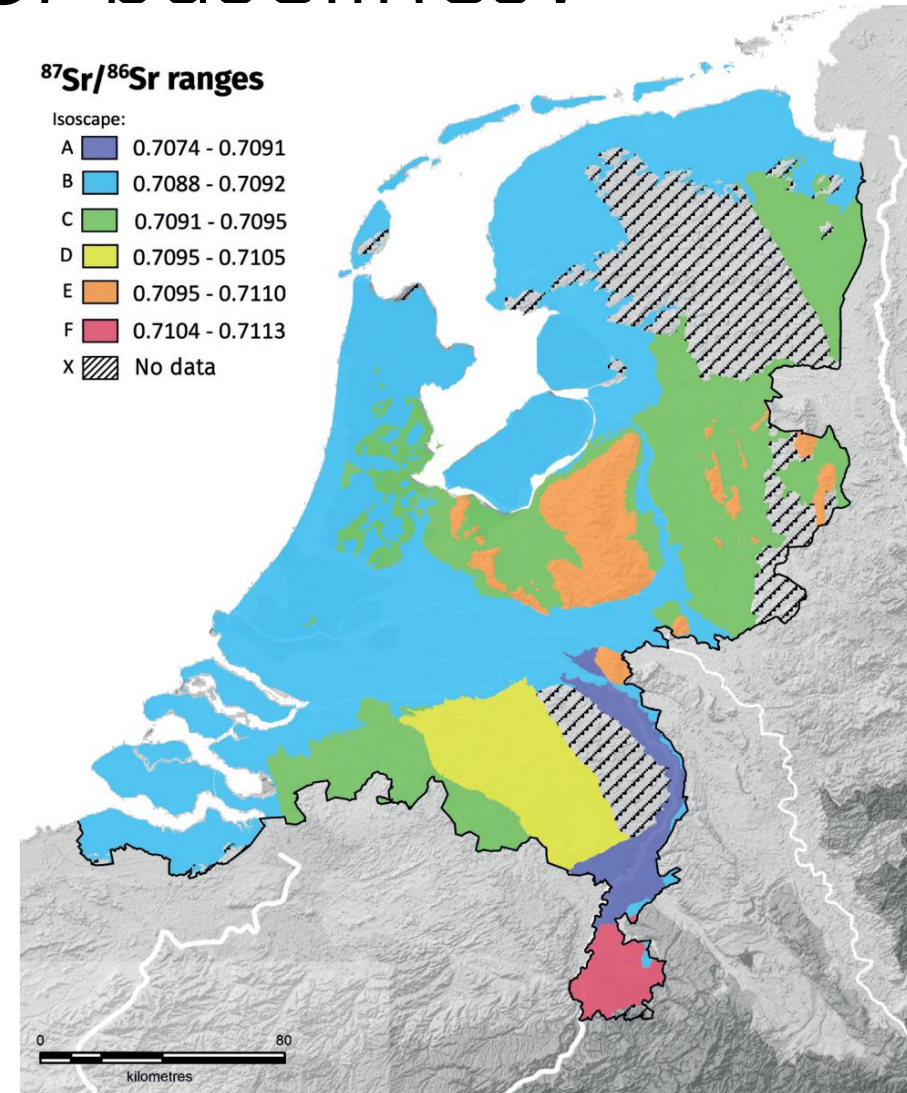 ⁸⁷Sr/⁸⁶Sr ranges
Isoscape:
A 0.7074 - 0.7091
B 0.7088 - 0.7092
C 0.7091 - 0.7095
D 0.7095 - 0.7105
E 0.7095 - 0.7110
F 0.7104 - 0.7113
X No data
0 80
kilometres